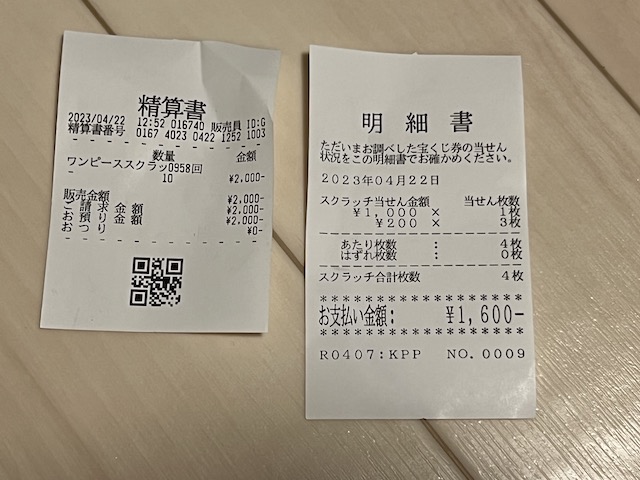 精算書
2023/04/22 12:52 016740 販売員 ID:G
精算書番号 0167 4023 0422 1252 1003
数量 金額
ワンピーススクラッ0958回
10 ¥2,000-
販売金額 ¥2,000-
ご請求金額 ¥2,000-
お預り金額 ¥2,000-
おつり ¥0-
明細書
ただいまお調べした宝くじ券の当せん
状況をこの明細書でお確かめください。
2023年04月22日
スクラッチ当せん金額 当せん枚数
¥1,000 × 1枚
¥200 × 3枚
あたり枚数 : 4枚
はずれ枚数 : 0枚
スクラッチ合計枚数 4枚
********************
お支払い金額: ¥1,600-
********************
R0407:KPP NO.0009